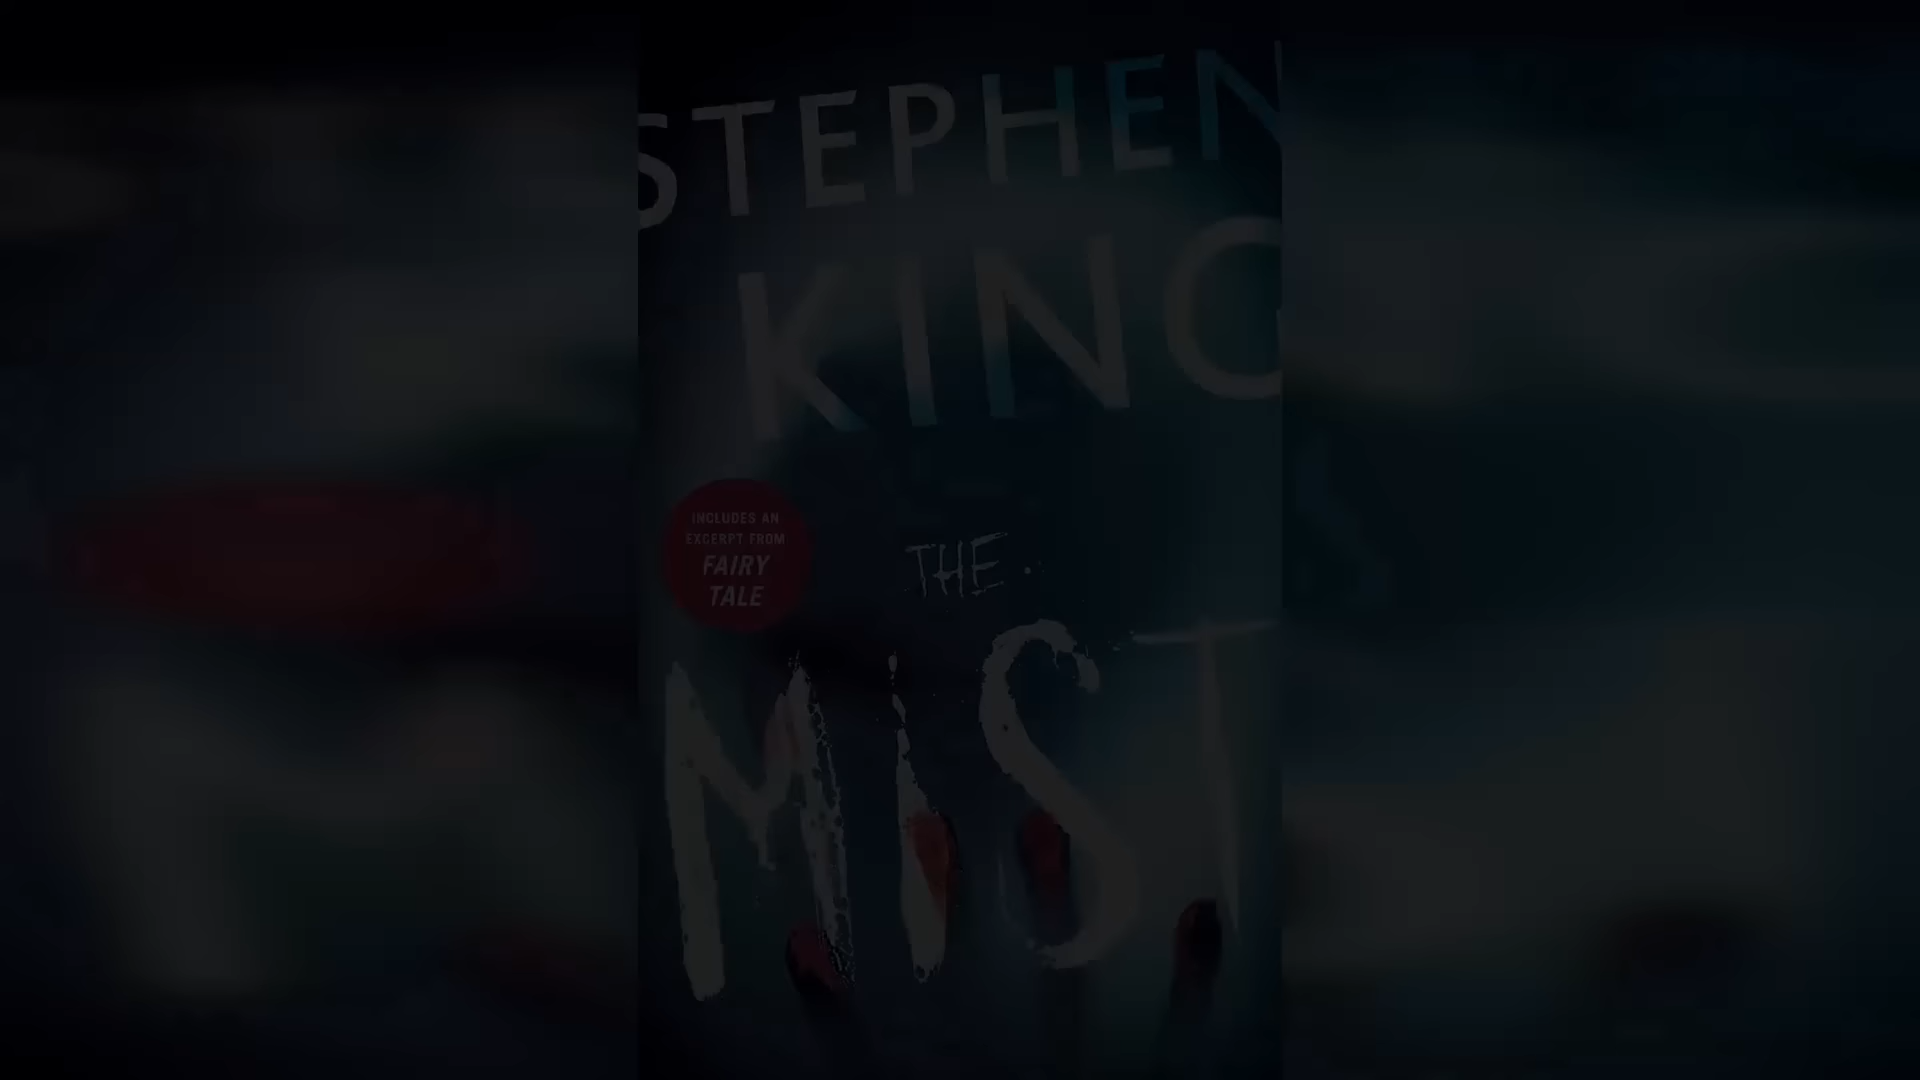 STEPHEN
KING
INCLUDES AN
EXCERPT FROM
FAIRY
TALE
THE
MIST